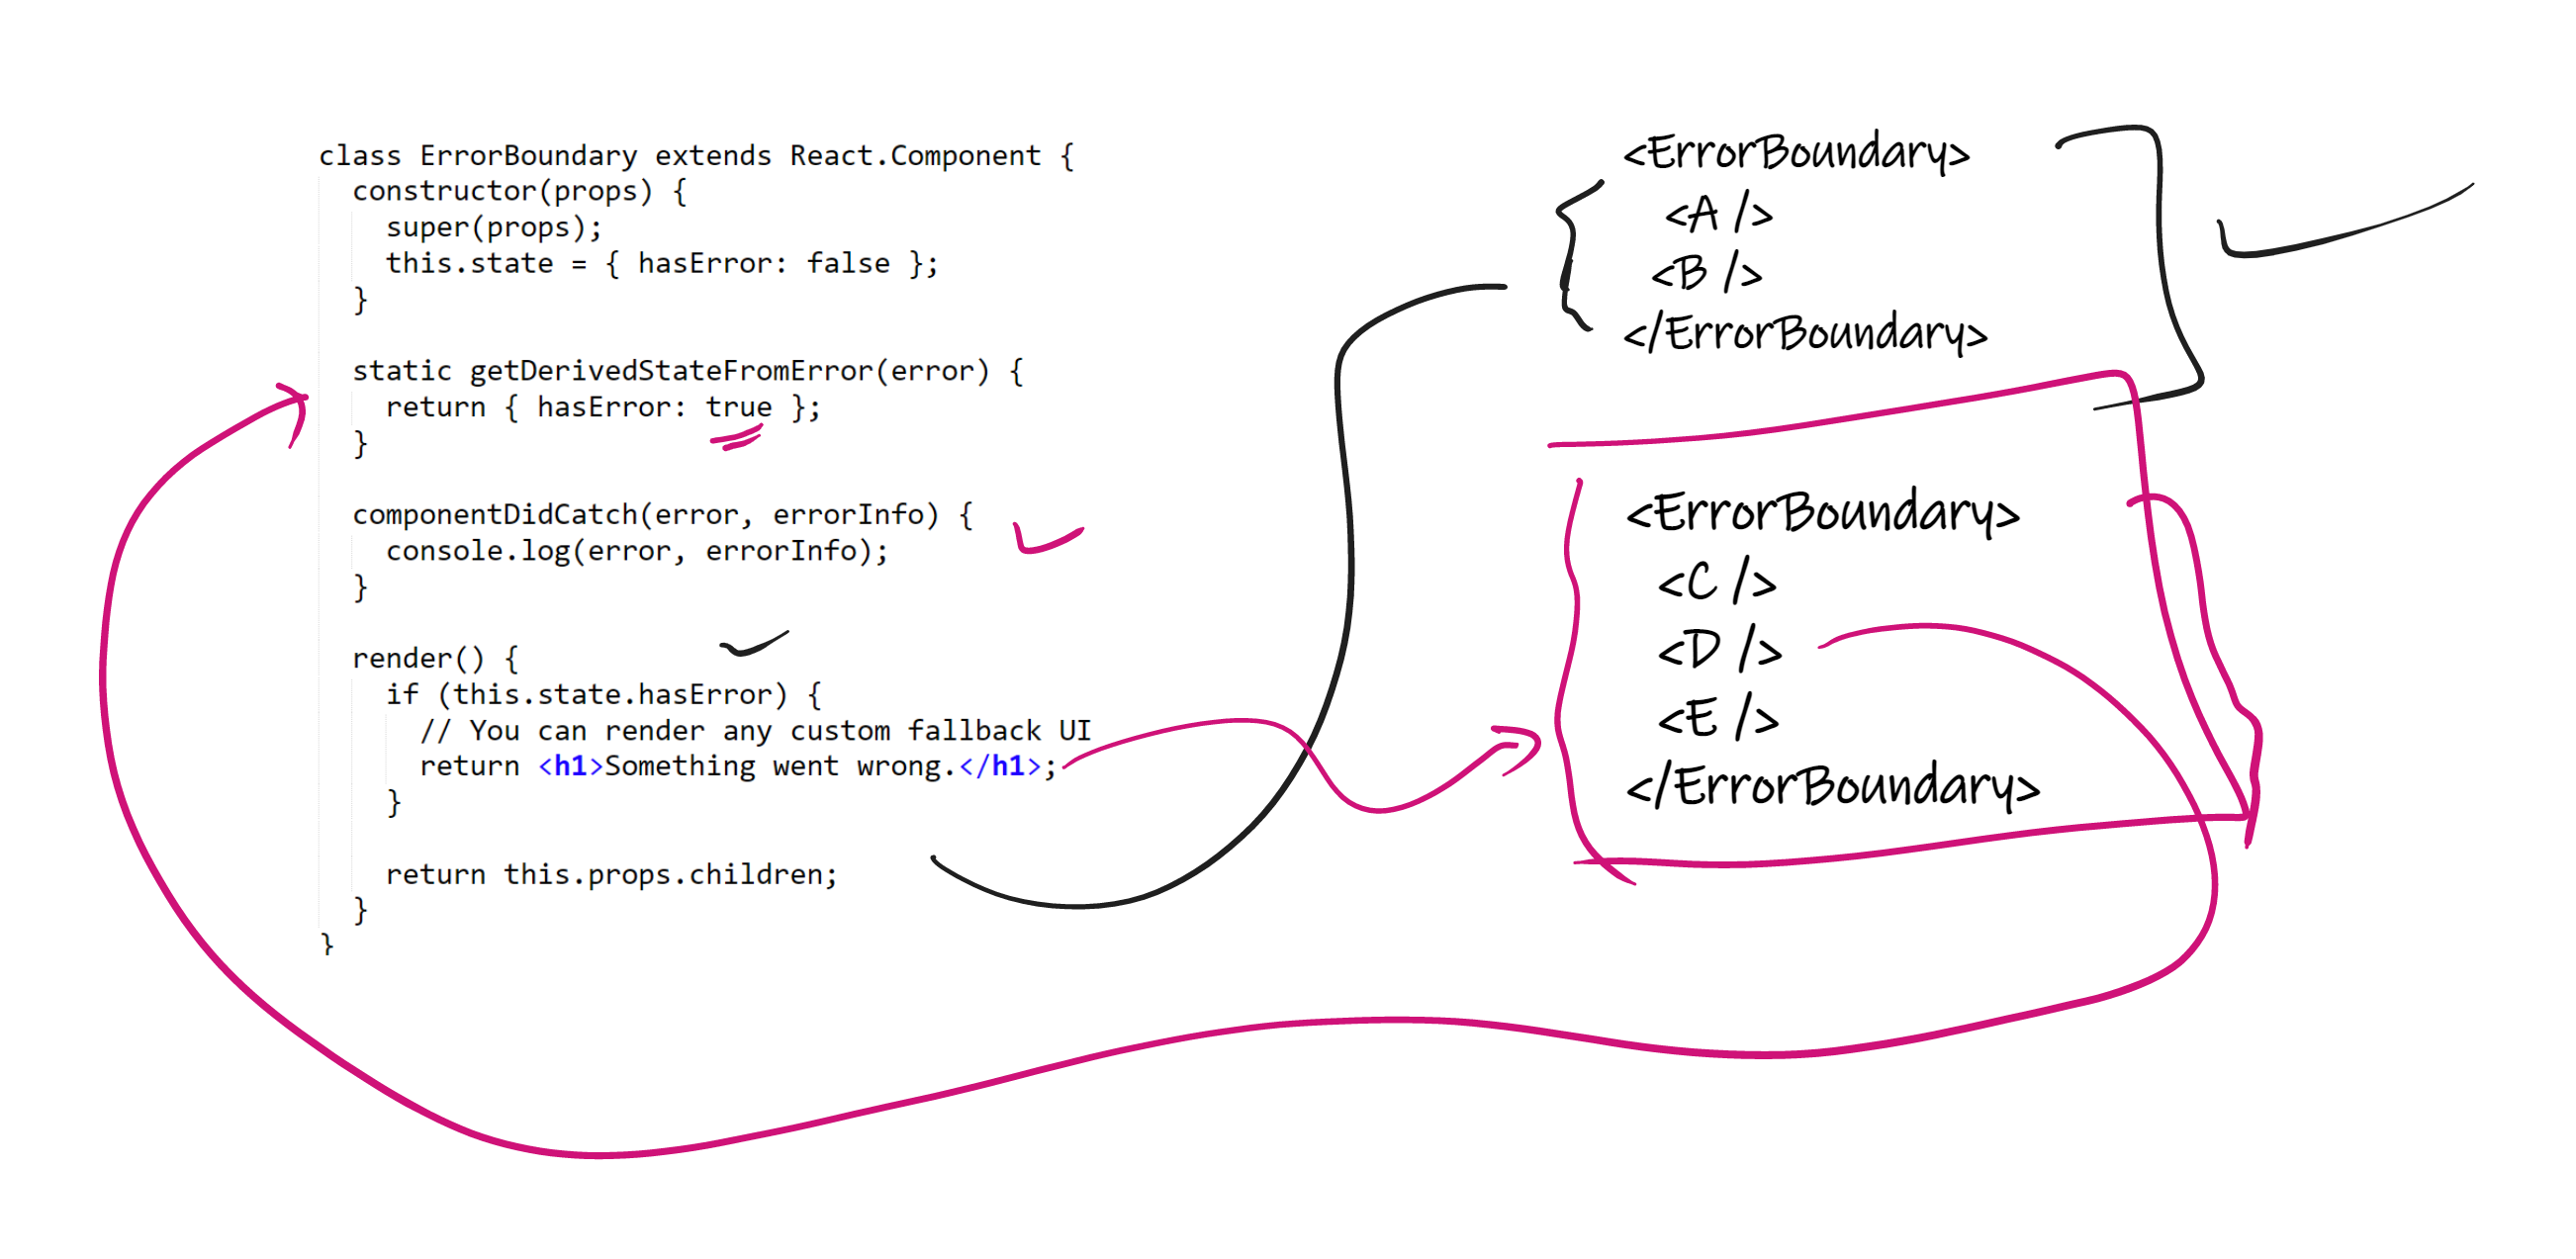 class ErrorBoundary extends React.Component {
constructor(props) {
super(props);
this.state = { hasError: false };
}
static getDerivedStateFromError(error) {
return { hasError: true };
}
componentDidCatch(error, errorInfo) {
console.log(error, errorInfo);
}
render() {
if (this.state.hasError) {
// You can render any custom fallback UI
return <h1>Something went wrong.</h1>;
}
return this.props.children;
}
}
<ErrorBoundary>
<A />
<B />
</ErrorBoundary>
<ErrorBoundary>
<C />
<D />
<E />
</ErrorBoundary>